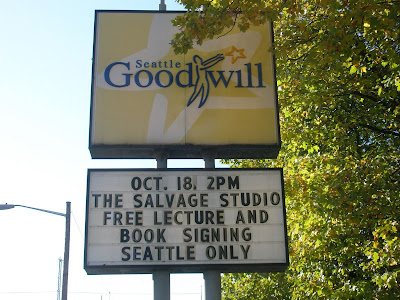 Seattle
Goodwill
OCT. 18. 2PM
THE SALVAGE STUDIO
FREE LECTURE AND
BOOK SIGNING
SEATTLE ONLY